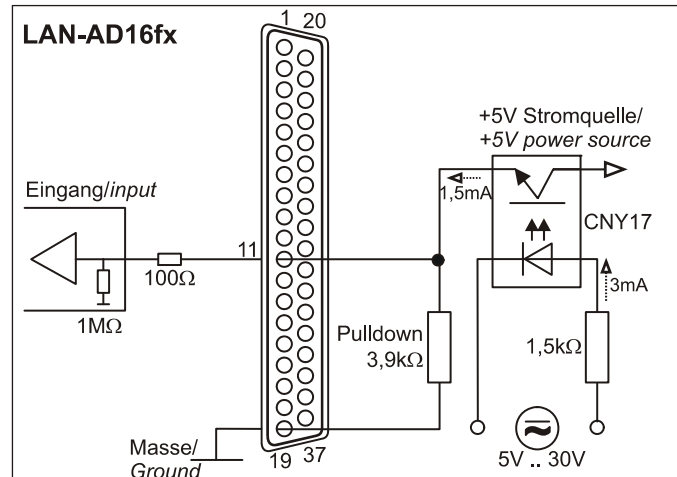 LAN-AD16fx
1 20
+5V Stromquelle/
+5V power source
1,5mA
Eingang/input
CNY17
11
100Ω
3mA
1MΩ
Pulldown
3,9kΩ
1,5kΩ
Masse/
Ground
19 37
5V .. 30V